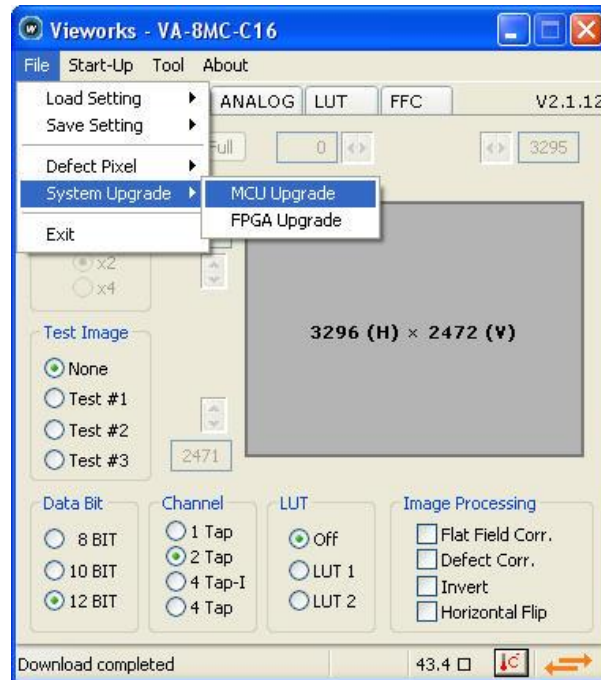 Vieworks - VA-8MC-C16
File Start-Up Tool About
Load Setting
Save Setting
Defect Pixel
System Upgrade
Exit
MCU Upgrade
FPGA Upgrade
ANALOG LUT FFC V2.1.12
Full 0 3295
x2
x4
3296 (H) × 2472 (V)
Test Image
None
Test #1
Test #2
Test #3
2471
Data Bit
8 BIT
10 BIT
12 BIT
Channel
1 Tap
2 Tap
4 Tap-I
4 Tap
LUT
Off
LUT 1
LUT 2
Image Processing
Flat Field Corr.
Defect Corr.
Invert
Horizontal Flip
Download completed 43.4 □